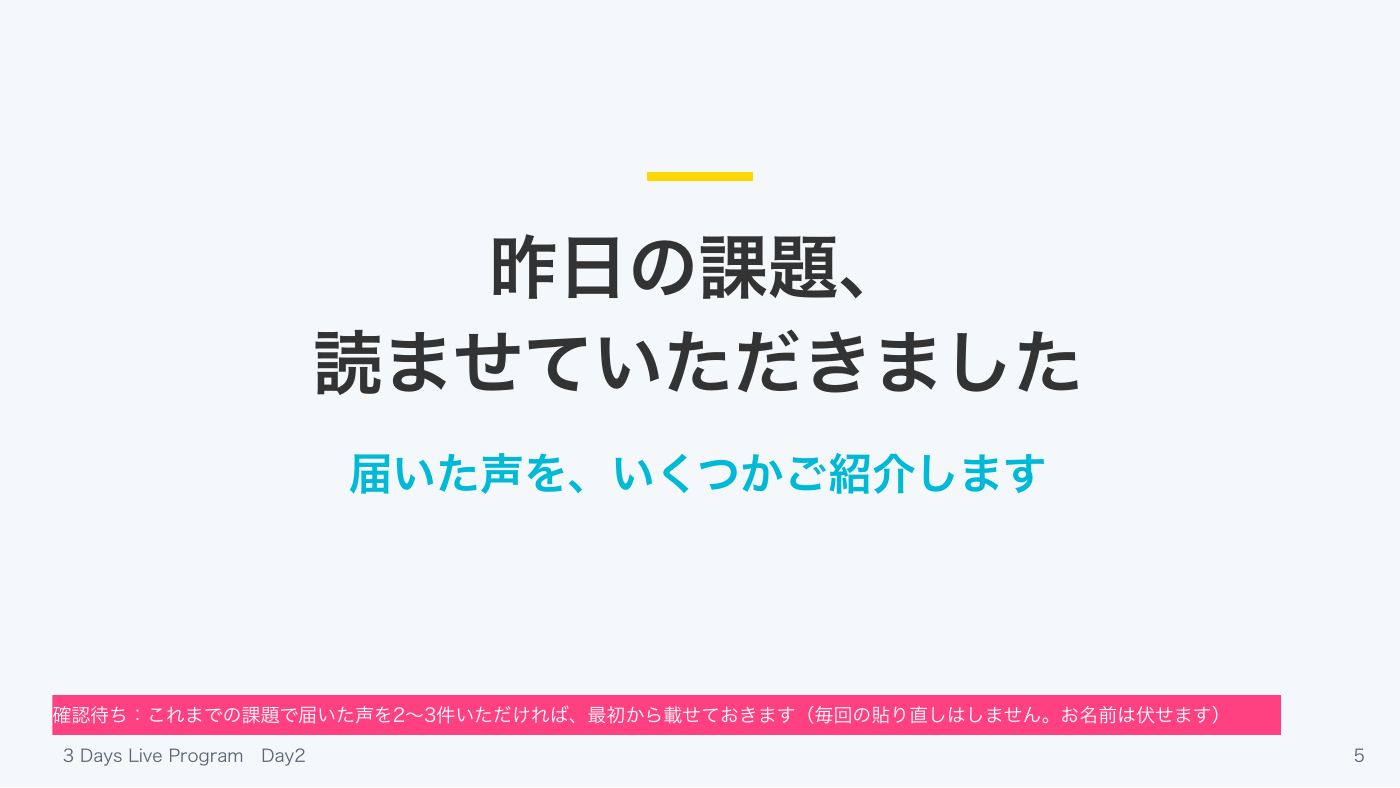 昨日の課題、
読ませていただきました
届いた声を、いくつかご紹介します
確認待ち：これまでの課題で届いた声を2〜3件いただければ、最初から載せておきます（毎回の貼り直しはしません。お名前は伏せます）
3 Days Live Program　Day2
5